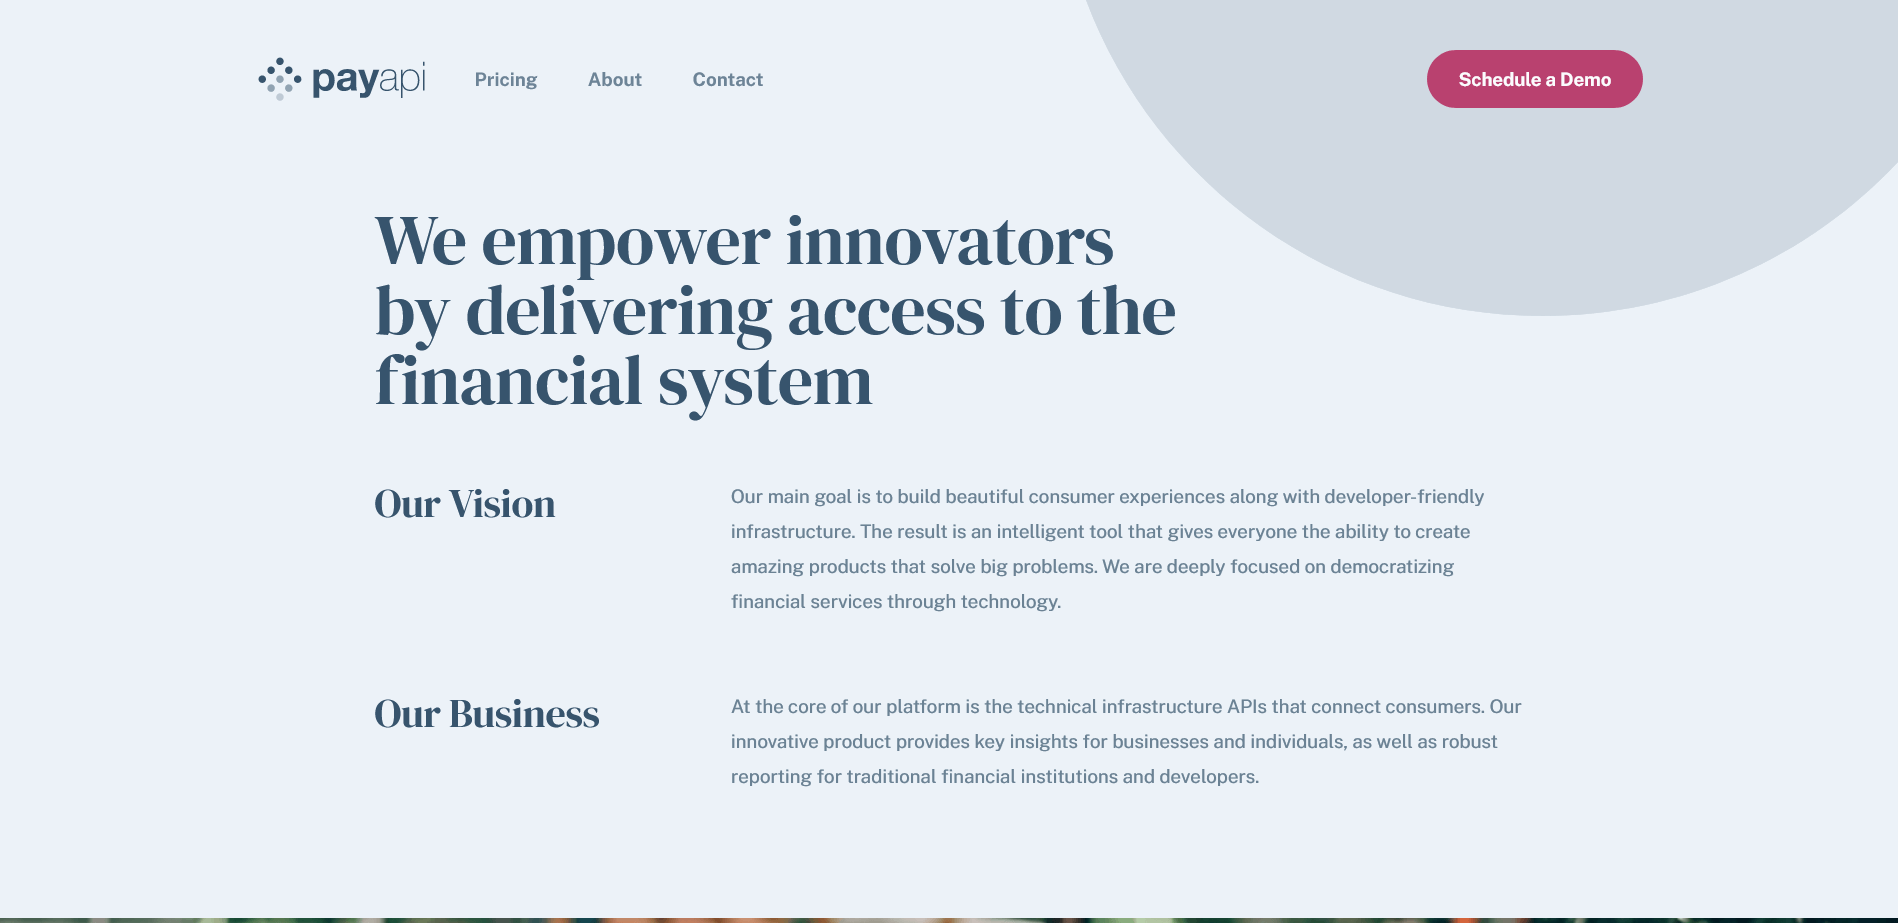 payapi
Pricing
About
Contact
Schedule a Demo
We empower innovators
by delivering access to the
financial system
Our Vision
Our main goal is to build beautiful consumer experiences along with developer-friendly
infrastructure. The result is an intelligent tool that gives everyone the ability to create
amazing products that solve big problems. We are deeply focused on democratizing
financial services through technology.
Our Business
At the core of our platform is the technical infrastructure APIs that connect consumers. Our
innovative product provides key insights for businesses and individuals, as well as robust
reporting for traditional financial institutions and developers.